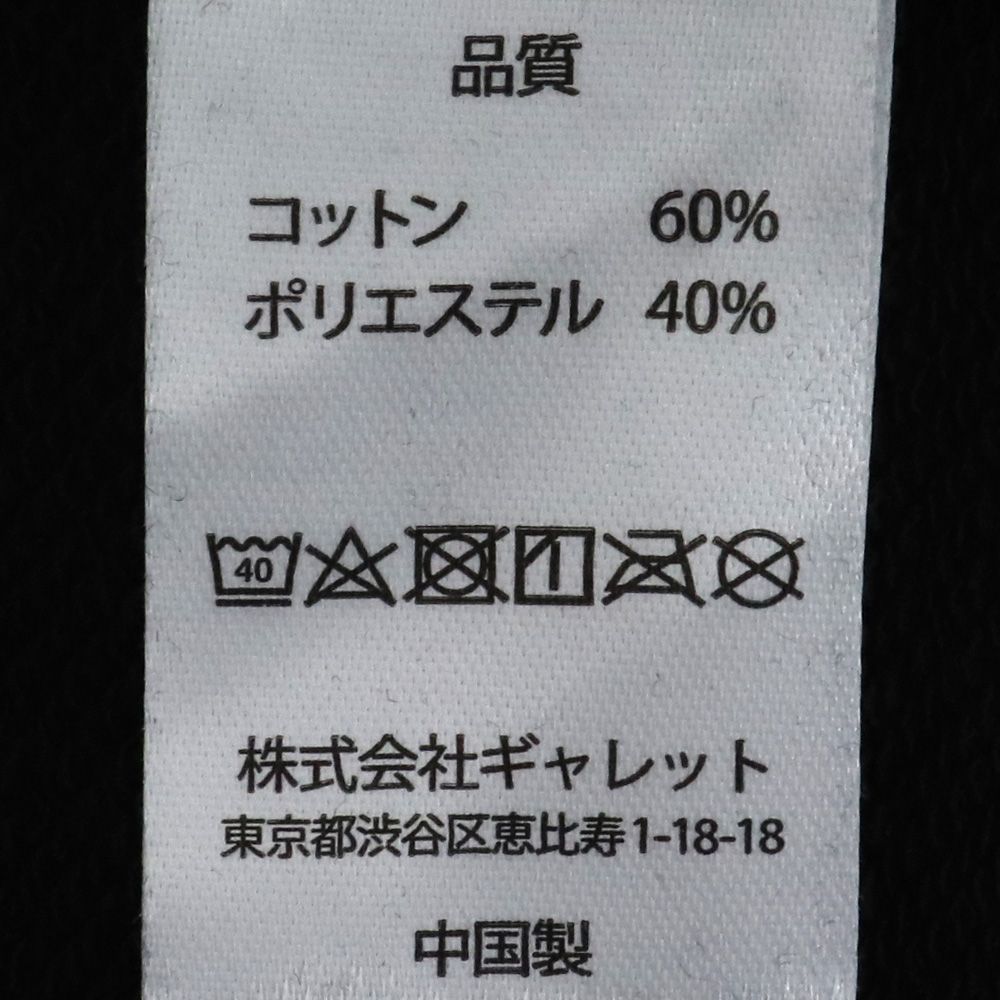 品質
コットン 60%
ポリエステル 40%
40
株式会社ギャレット
東京都渋谷区恵比寿1-18-18
中国製